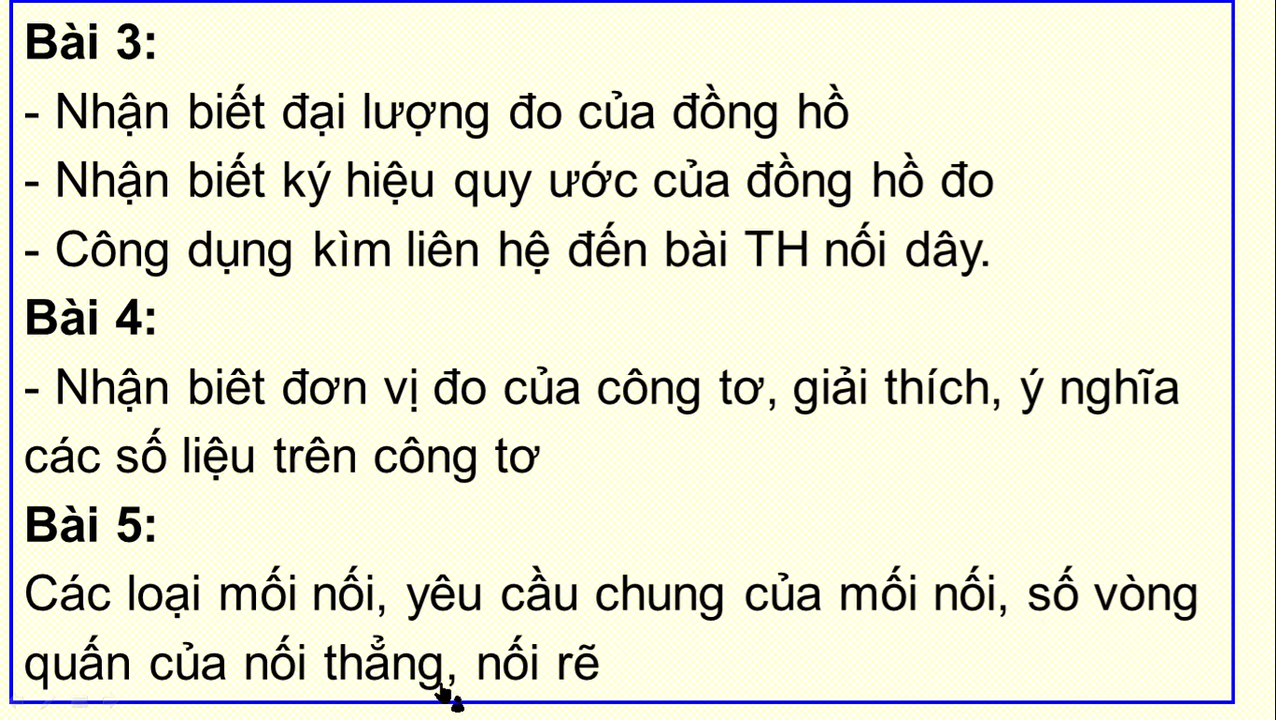 Bài 3:
- Nhận biết đại lượng đo của đồng hồ
- Nhận biết ký hiệu quy ước của đồng hồ đo
- Công dụng kìm liên hệ đến bài TH nối dây.
Bài 4:
- Nhận biêt đơn vị đo của công tơ, giải thích, ý nghĩa
các số liệu trên công tơ
Bài 5:
Các loại mối nối, yêu cầu chung của mối nối, số vòng
quấn của nối thẳng, nối rẽ